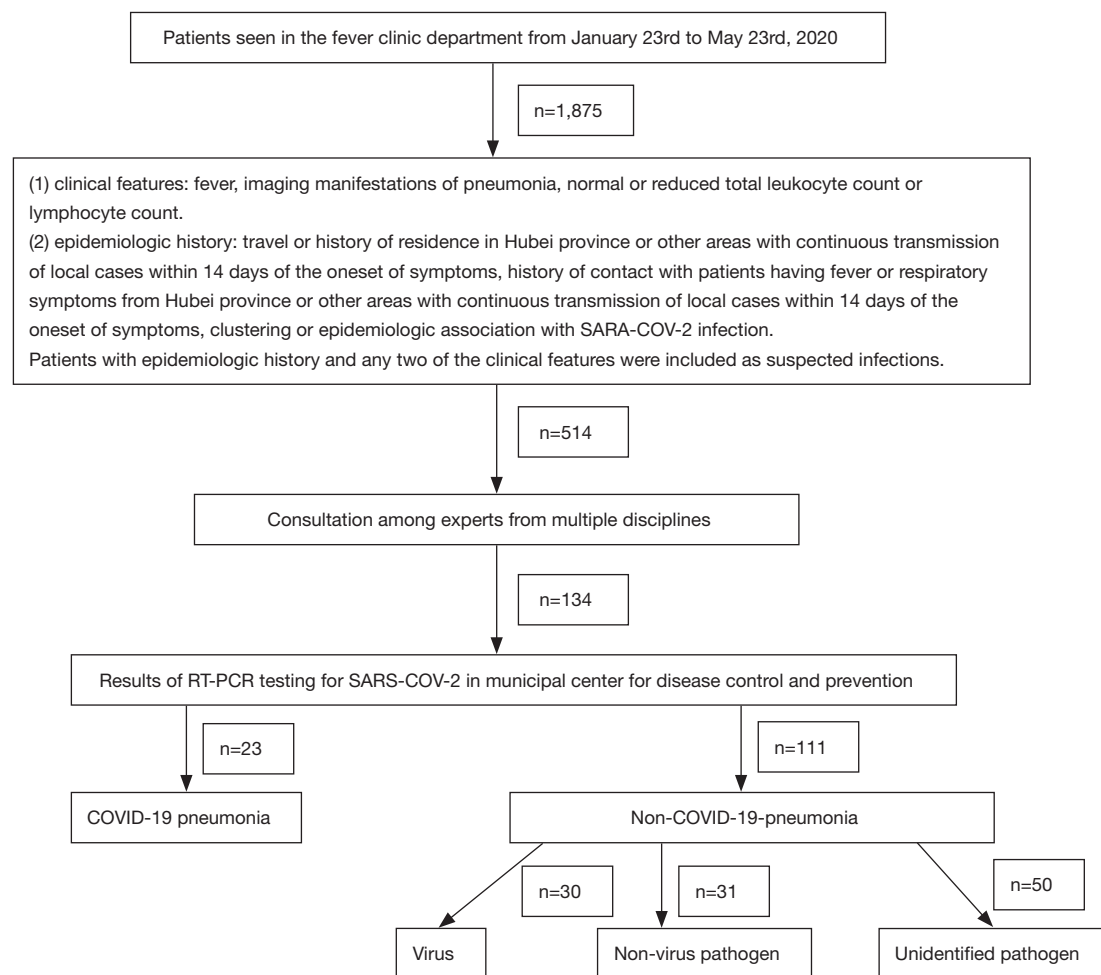 Patients seen in the fever clinic department from January 23rd to May 23rd, 2020
n=1,875
(1) clinical features: fever, imaging manifestations of pneumonia, normal or reduced total leukocyte count or
lymphocyte count.
(2) epidemiologic history: travel or history of residence in Hubei province or other areas with continuous transmission
of local cases within 14 days of the oneset of symptoms, history of contact with patients having fever or respiratory
symptoms from Hubei province or other areas with continuous transmission of local cases within 14 days of the
oneset of symptoms, clustering or epidemiologic association with SARA-COV-2 infection.
Patients with epidemiologic history and any two of the clinical features were included as suspected infections.
n=514
Consultation among experts from multiple disciplines
n=134
Results of RT-PCR testing for SARS-COV-2 in municipal center for disease control and prevention
n=23
n=111
COVID-19 pneumonia
Non-COVID-19-pneumonia
n=30
n=31
n=50
Virus
Non-virus pathogen
Unidentified pathogen